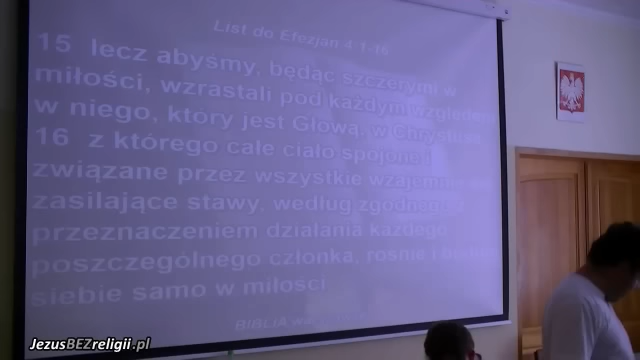 List do Efezjan 4,1-16
15 lecz abyśmy, będąc szczerymi w
miłości, wzrastali pod każdym względem
w niego, który jest Głową, w Chrystusa,
16 z którego całe ciało spojone i
związane przez wszystkie
zasilające stawy, według zgodnego z
przeznaczeniem działania każdego
poszczególnego członka, rośnie i
siebie samo w miłości
BIBLIA
JezusBEZreligii.pl